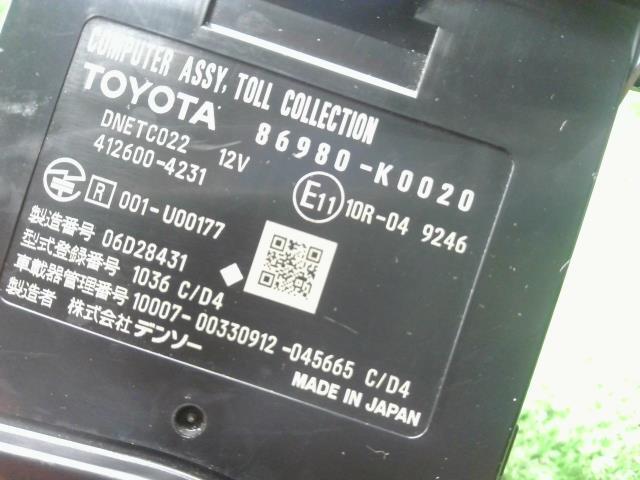 COMPUTER ASSY, TOLL COLLECTION
TOYOTA 86980-K0020
DNETC022 12V
412600-4231
E11 10R-04 9246
R 001-U00177
製造番号 06D28431
型式登録番号 1036 C/D4
車載器管理番号 10007-00330912-045665 C/D4
製造者 株式会社デンソー
MADE IN JAPAN